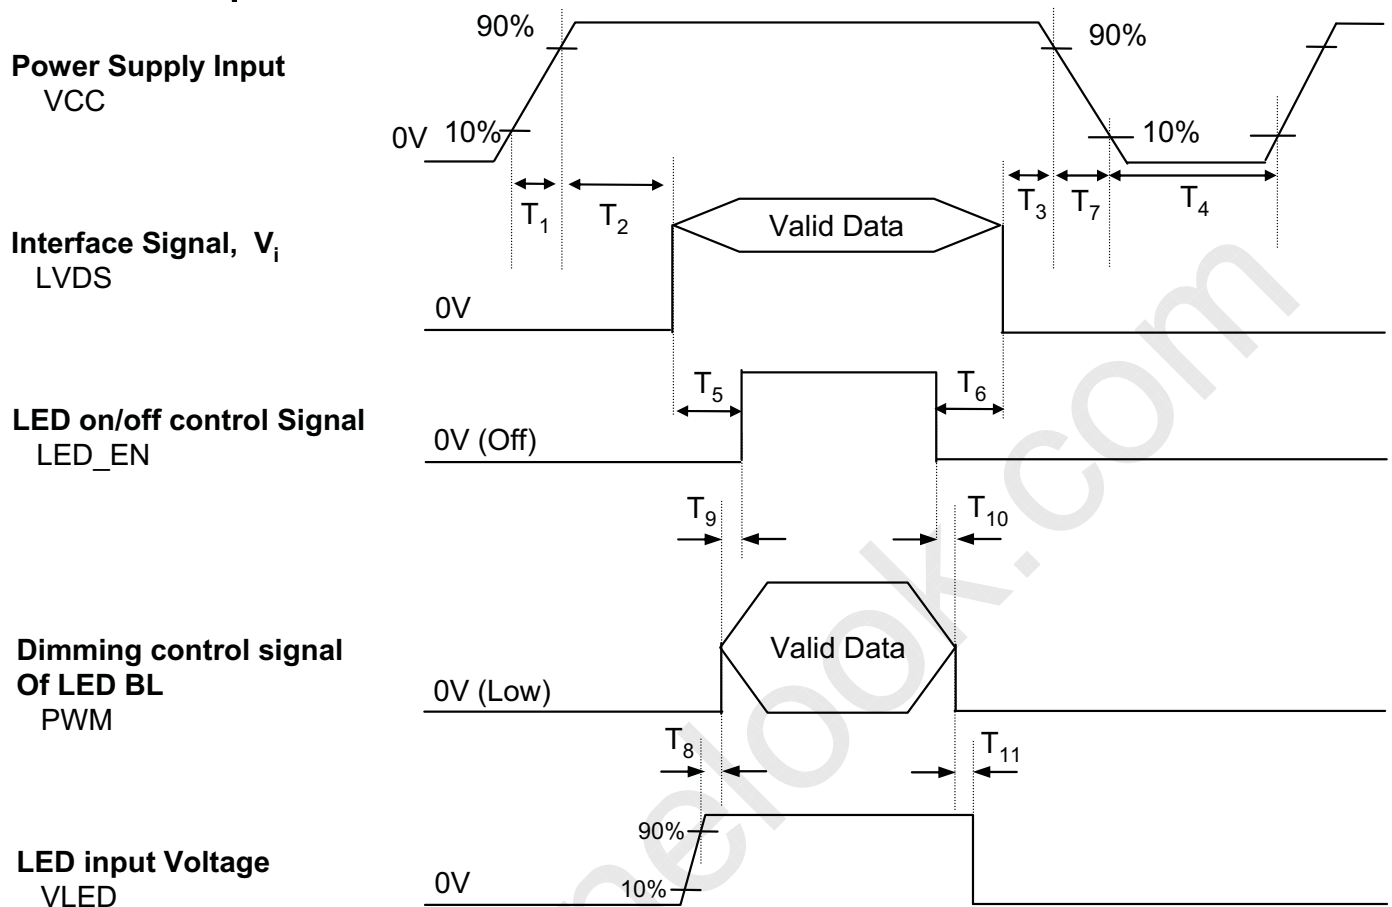 90%
90%
Power Supply Input
VCC
0V 10%
10%
T1
T2
T3
T7
T4
Valid Data
Interface Signal, Vi
LVDS
0V
T5
T6
LED on/off control Signal
LED_EN
0V (Off)
T9
T10
Dimming control signal
Of LED BL
PWM
Valid Data
0V (Low)
T8
T11
90%
LED input Voltage
VLED
0V
10%
nelook.com